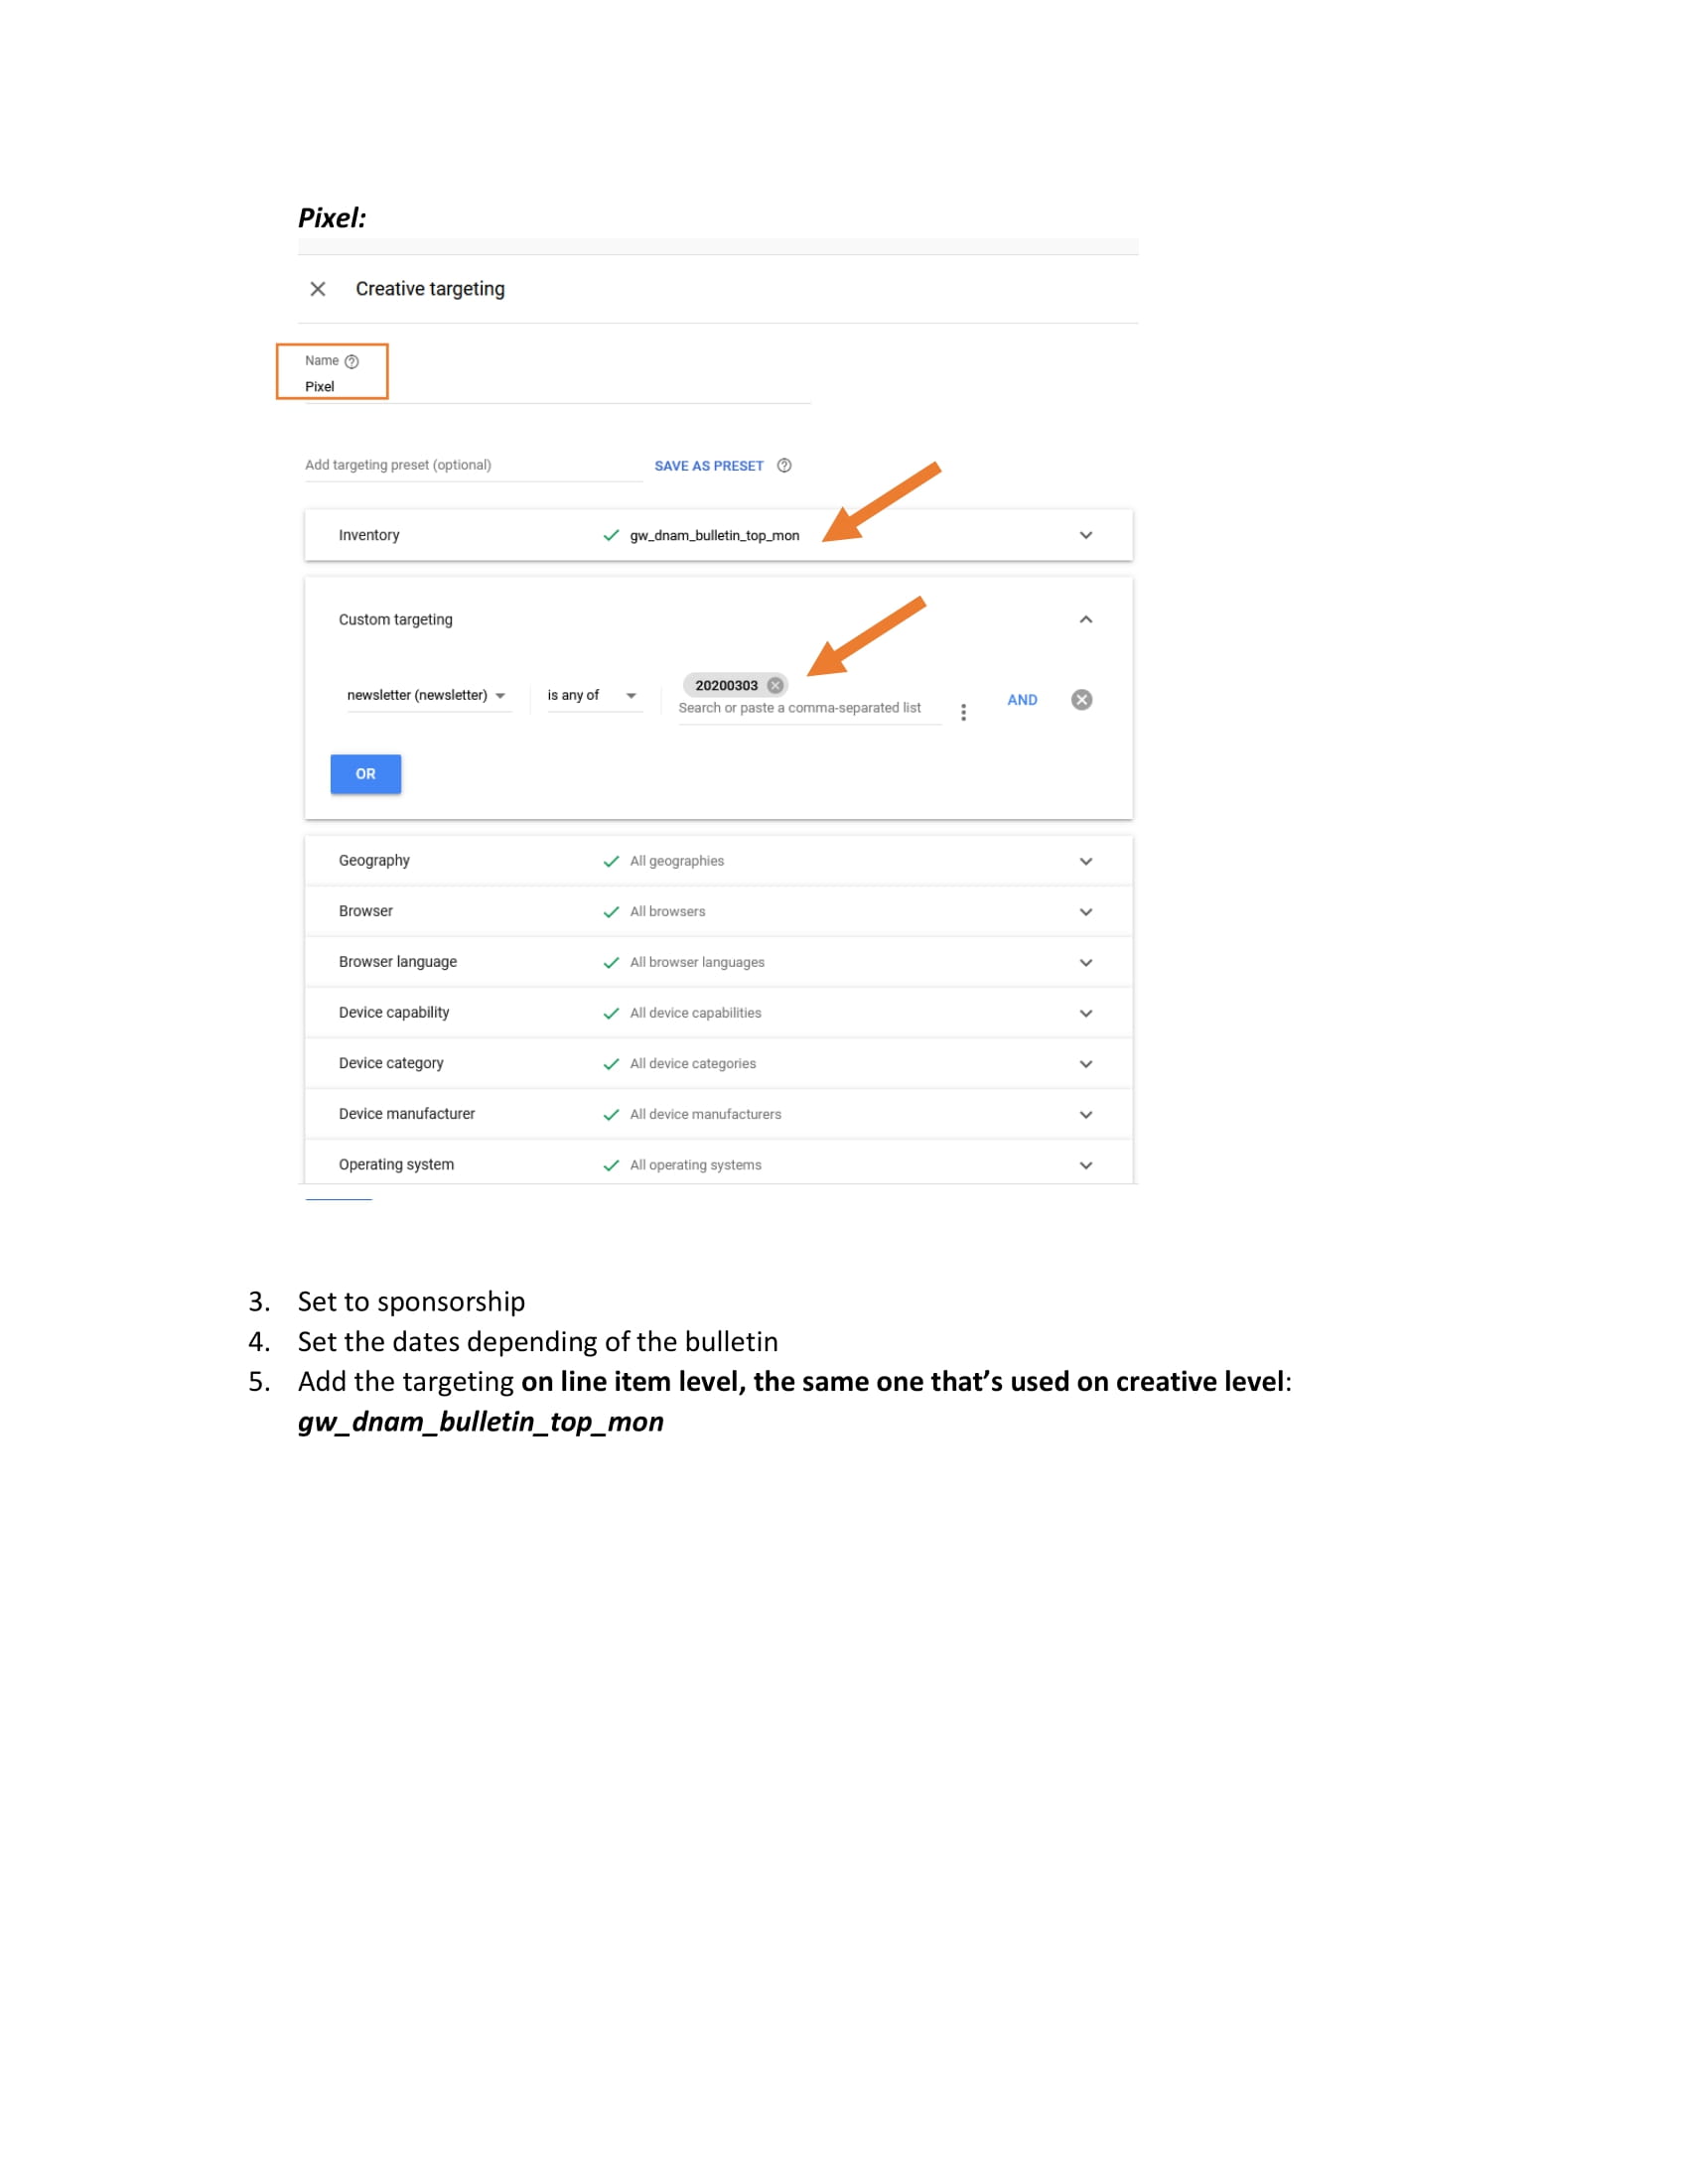 Pixel:
Creative targeting
Name
Pixel
Add targeting preset (optional) SAVE AS PRESET
Inventory gw_dnam_bulletin_top_mon
Custom targeting
newsletter (newsletter) is any of 20200303
Search or paste a comma-separated list AND
OR
Geography All geographies
Browser All browsers
Browser language All browser languages
Device capability All device capabilities
Device category All device categories
Device manufacturer All device manufacturers
Operating system All operating systems
3. Set to sponsorship
4. Set the dates depending of the bulletin
5. Add the targeting on line item level, the same one that’s used on creative level:
gw_dnam_bulletin_top_mon